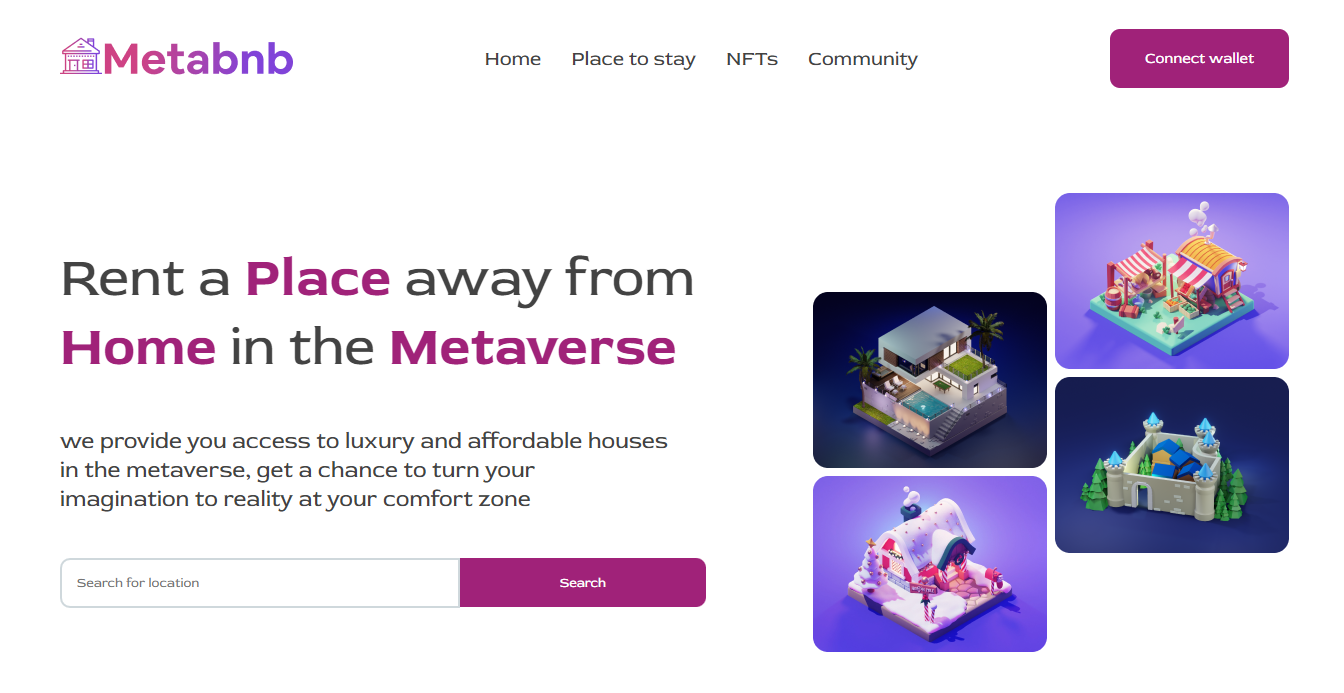 Metabnb
Home
Place to stay
NFTs
Community
Connect wallet
Rent a Place away from
Home in the Metaverse
we provide you access to luxury and affordable houses
in the metaverse, get a chance to turn your
imagination to reality at your comfort zone
Search for location
Search